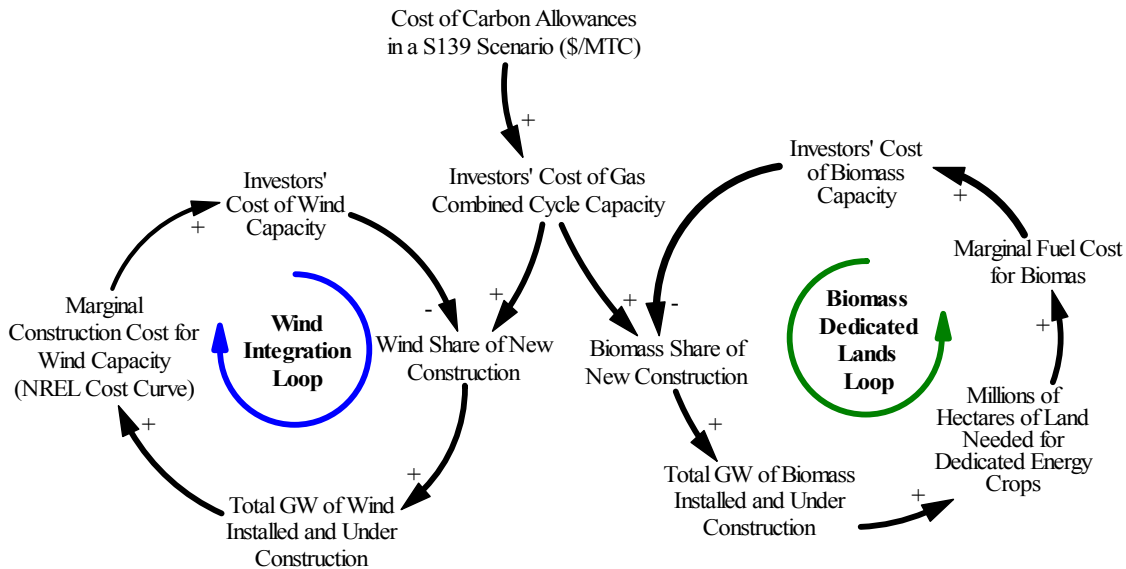 Cost of Carbon Allowances
in a S139 Scenario ($/MTC)
+
Investors' Cost of Gas
Combined Cycle Capacity
+
+
Investors'
Cost of Wind
Capacity
+
-
Marginal
Construction Cost for
Wind Capacity
(NREL Cost Curve)
Wind
Integration
Loop
Wind Share of New
Construction
+
+
Total GW of Wind
Installed and Under
Construction
Investors' Cost
of Biomass
Capacity
+
-
Marginal Fuel Cost
for Biomas
Biomass
Dedicated
Lands
Loop
Biomass Share of
New Construction
+
+
Millions of
Hectares of Land
Needed for
Dedicated Energy
Crops
+
Total GW of Biomass
Installed and Under
Construction